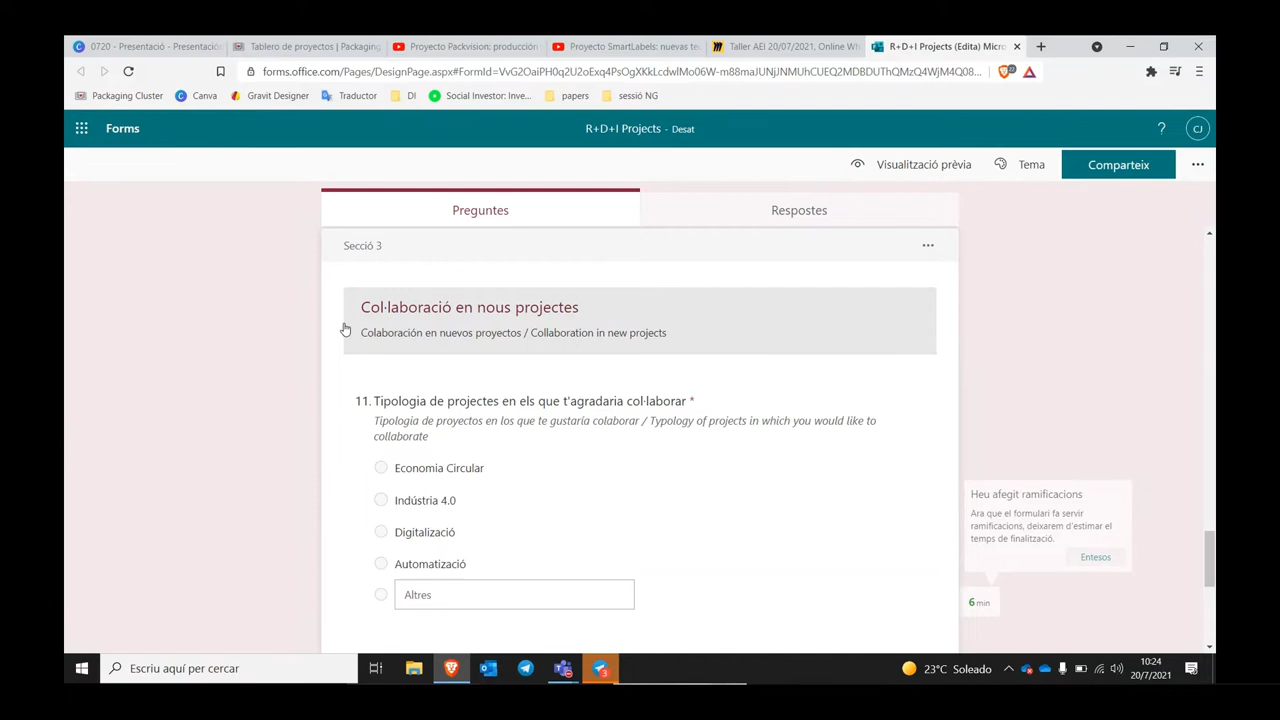 0720 - Presentació - Presentación
Tablero de proyectos | Packaging
Proyecto Packvision: producción
Proyecto SmartLabels: nuevas tec
Taller AEI 20/07/2021, Online Wh
R+D+I Projects (Edita) Micro
forms.office.com/Pages/DesignPage.aspx#FormId=VvG2OaiPH0q2U2oExq4PsOgXKkLcdwlMo06W-m88maJUNjJNMUhCUEQ2MDBDUThQMzQ4WjM4Q08...
Packaging Cluster
Canva
Gravit Designer
Traductor
DI
Social Investor: Inve...
papers
sessió NG
Forms
R+D+I Projects - Desat
?
CJ
Visualització prèvia
Tema
Comparteix
Preguntes
Respostes
Secció 3
Col·laboració en nous projectes
Colaboración en nuevos proyectos / Collaboration in new projects
11. Tipologia de projectes en els que t'agradaria col·laborar *
Tipologia de proyectos en los que te gustaría colaborar / Typology of projects in which you would like to
collaborate
Economia Circular
Indústria 4.0
Digitalizació
Automatizació
Altres
Heu afegit ramificacions
Ara que el formulari fa servir
ramificacions, deixarem d'estimar el
temps de finalització.
Entesos
6 min
Escriu aquí per cercar
3
23°C Soleado
10:24
20/7/2021